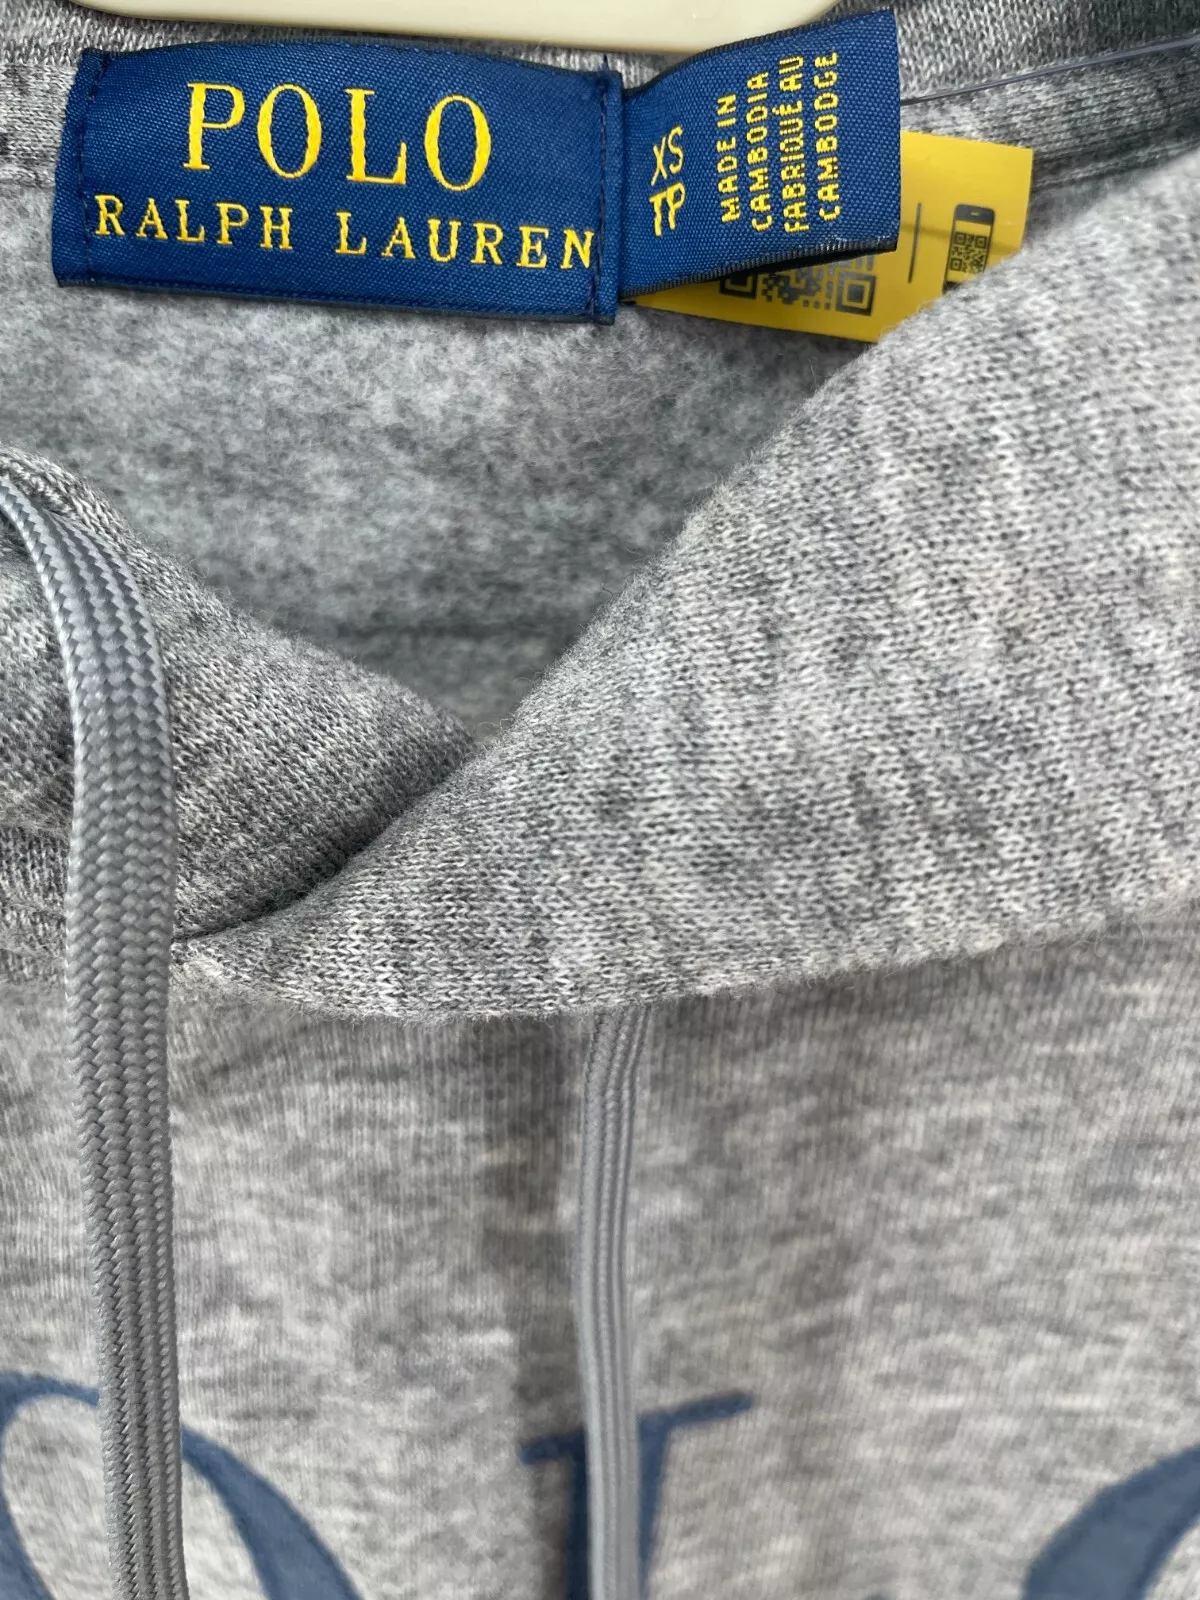 POLO
RALPH LAUREN
XS
TP
MADE IN
CAMBODIA
FABRIQUÉ AU
CAMBODGE